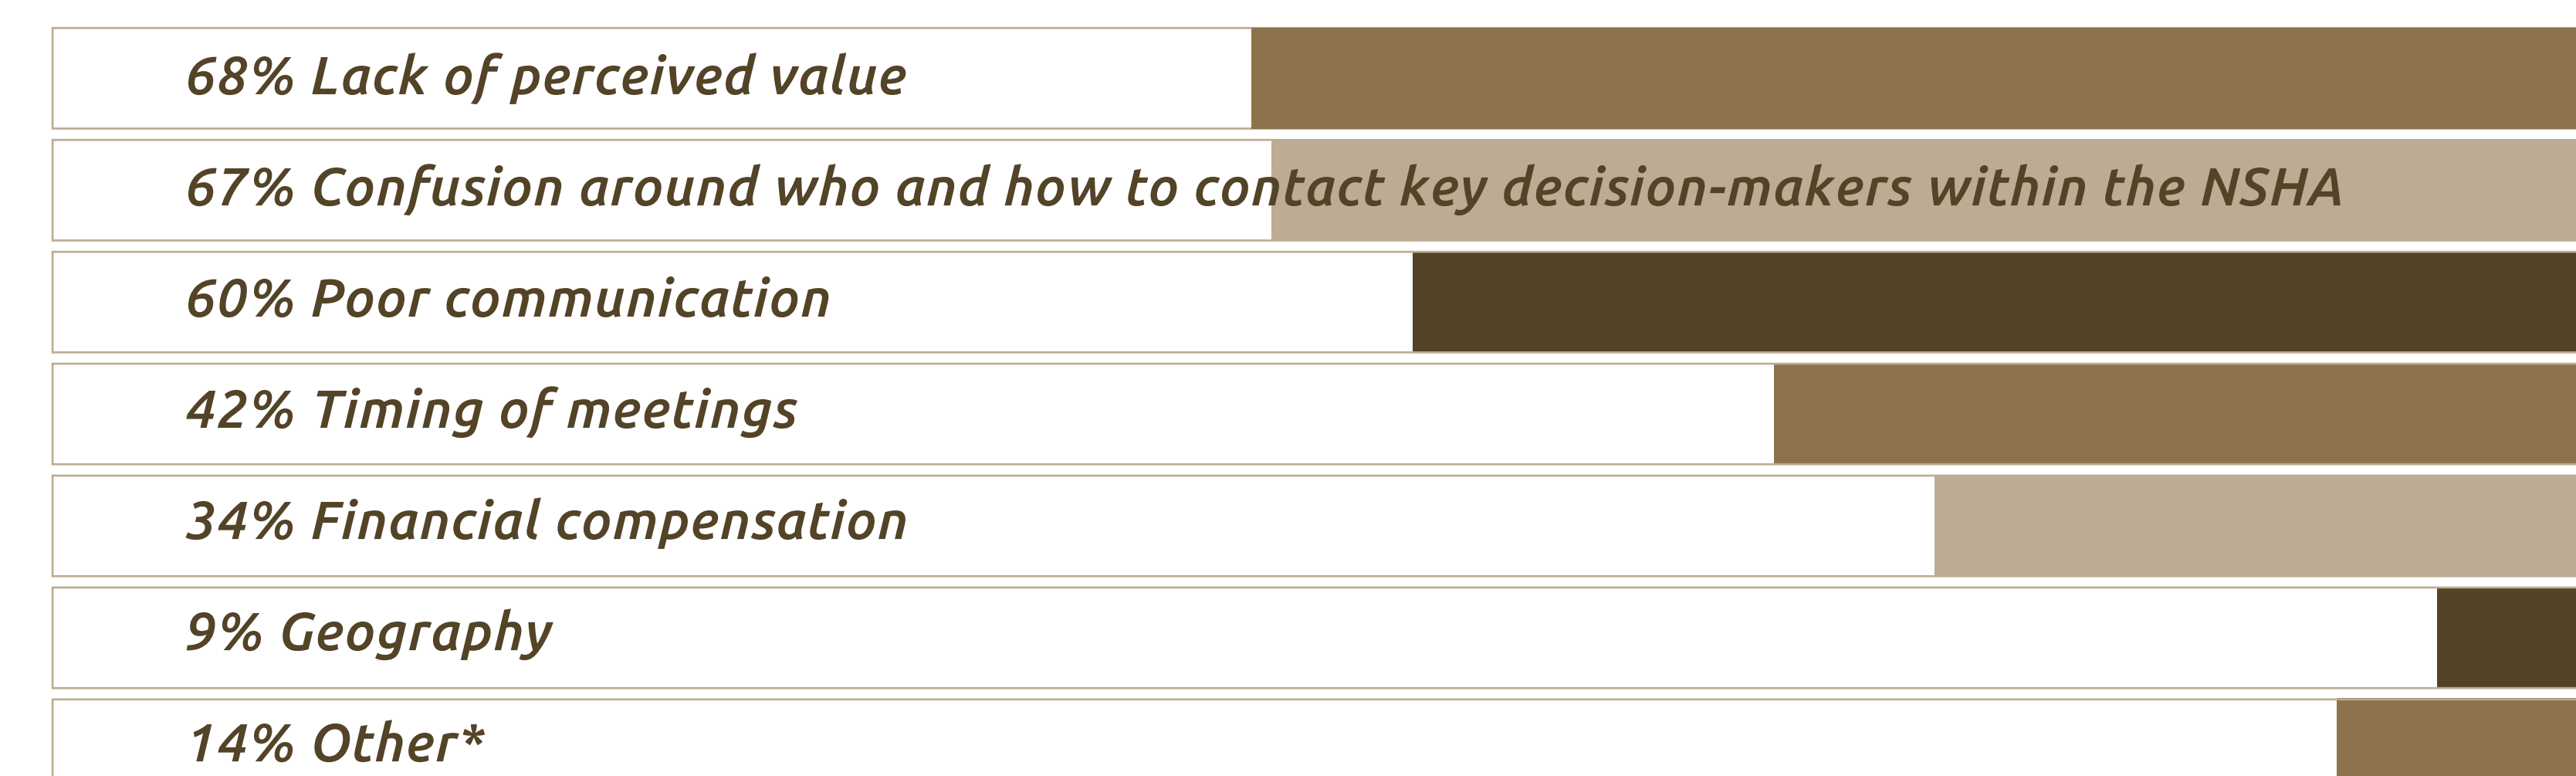 68% Lack of perceived value
67% Confusion around who and how to contact key decision-makers within the NSHA
60% Poor communication
42% Timing of meetings
34% Financial compensation
9% Geography
14% Other*